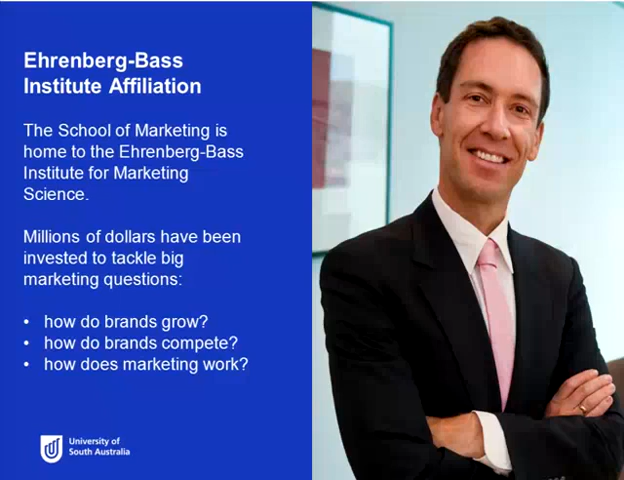 Ehrenberg-Bass
Institute Affiliation
The School of Marketing is
home to the Ehrenberg-Bass
Institute for Marketing
Science.
Millions of dollars have been
invested to tackle big
marketing questions:
• how do brands grow?
• how do brands compete?
• how does marketing work?
University of
South Australia